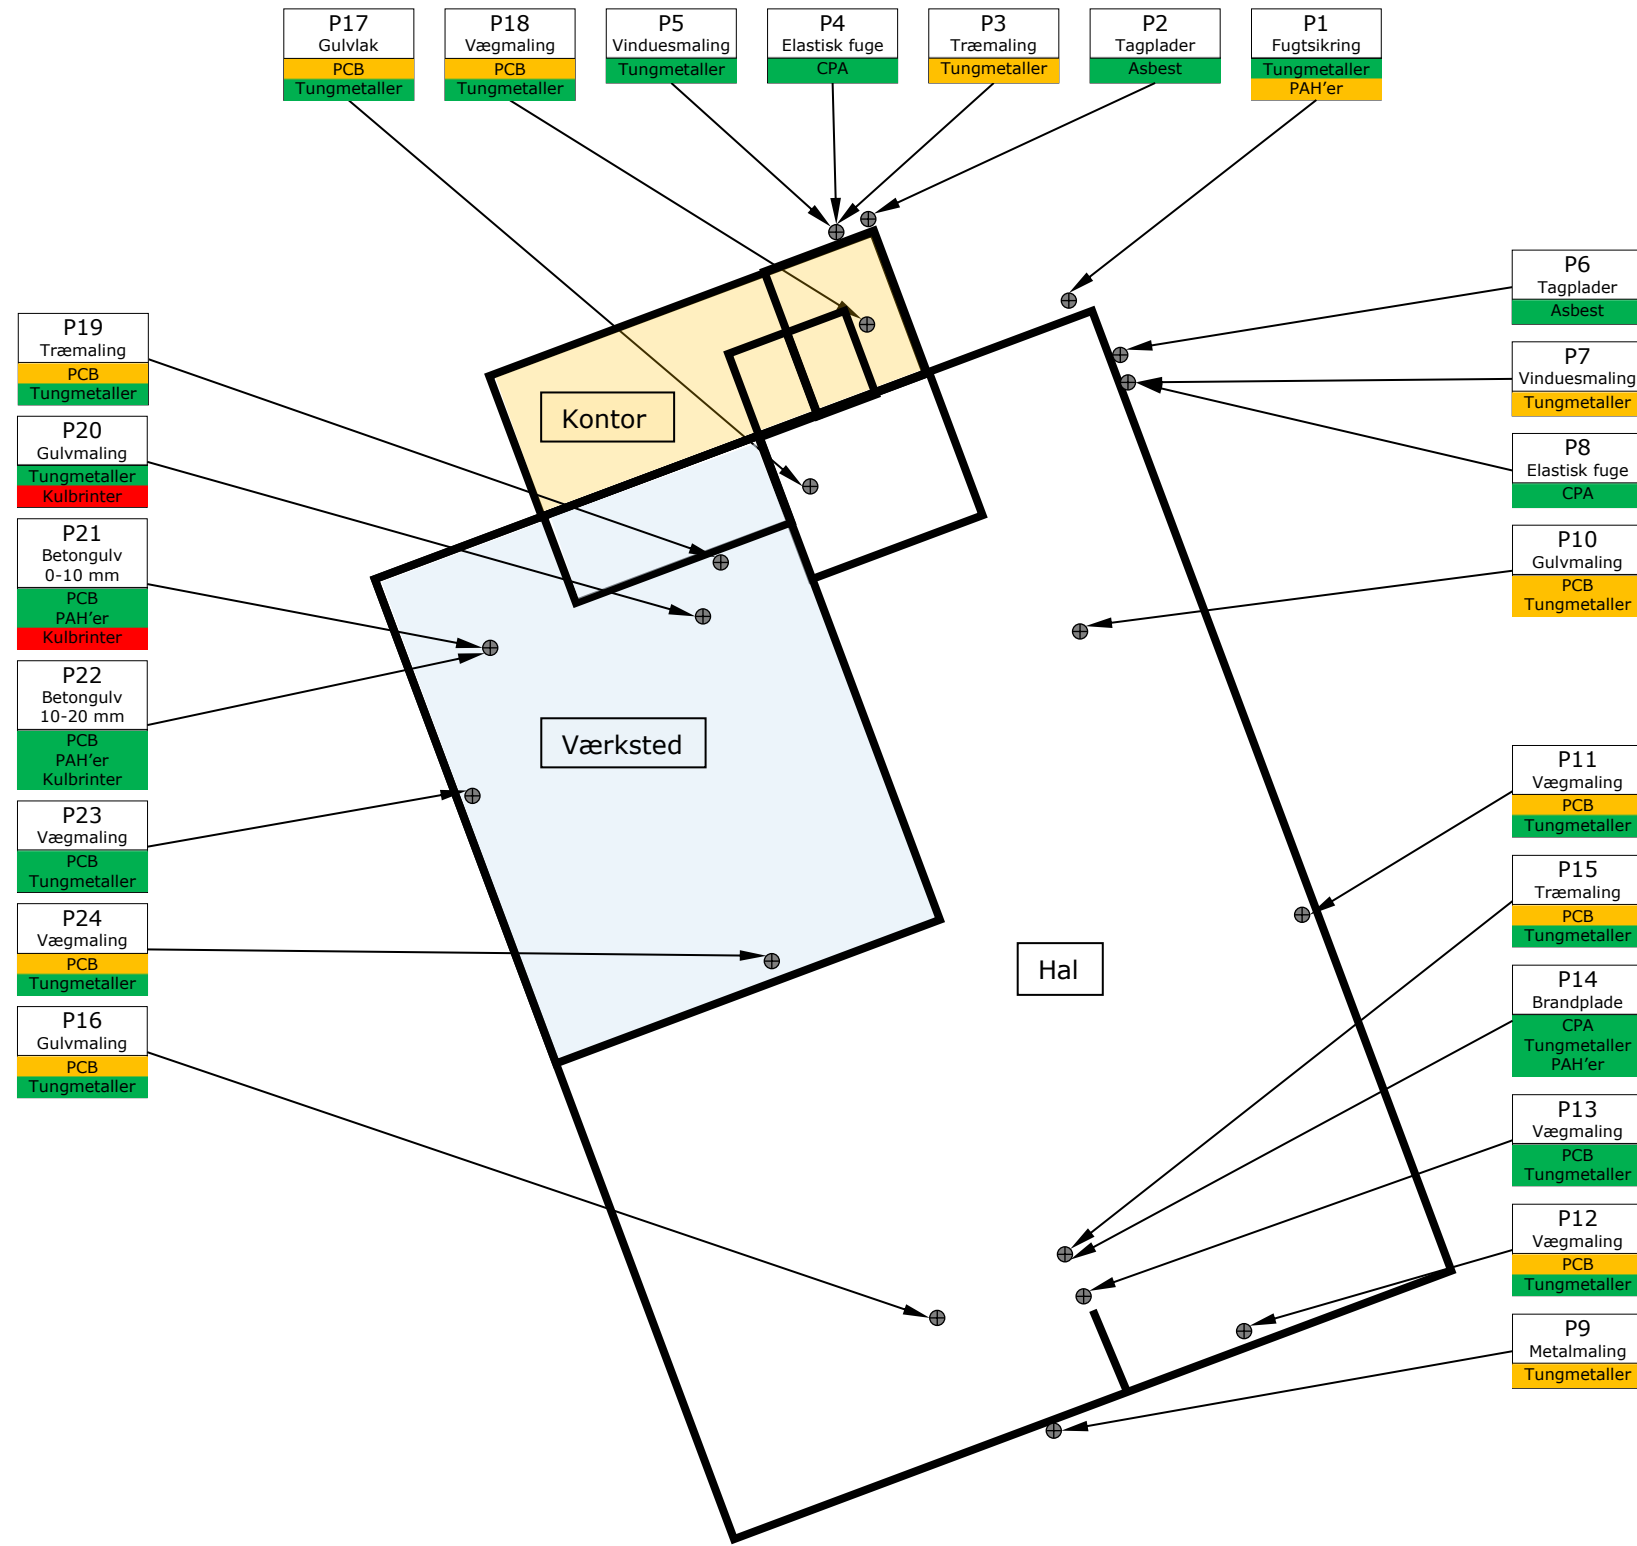 P17
Gulvlak
PCB
Tungmetaller
P18
Vægmaling
PCB
Tungmetaller
P5
Vinduesmaling
Tungmetaller
P4
Elastisk fuge
CPA
P3
Træmaling
Tungmetaller
P2
Tagplader
Asbest
P1
Fugtsikring
Tungmetaller
PAH’er
P6
Tagplader
Asbest
P7
Vinduesmaling
Tungmetaller
P8
Elastisk fuge
CPA
P10
Gulvmaling
PCB
Tungmetaller
P11
Vægmaling
PCB
Tungmetaller
P15
Træmaling
PCB
Tungmetaller
P14
Brandplade
CPA
Tungmetaller
PAH’er
P13
Vægmaling
PCB
Tungmetaller
P12
Vægmaling
PCB
Tungmetaller
P9
Metalmaling
Tungmetaller
P19
Træmaling
PCB
Tungmetaller
P20
Gulvmaling
Tungmetaller
Kulbrinter
P21
Betongulv
0-10 mm
PCB
PAH’er
Kulbrinter
P22
Betongulv
10-20 mm
PCB
PAH’er
Kulbrinter
P23
Vægmaling
PCB
Tungmetaller
P24
Vægmaling
PCB
Tungmetaller
P16
Gulvmaling
PCB
Tungmetaller
Kontor
Værksted
Hal